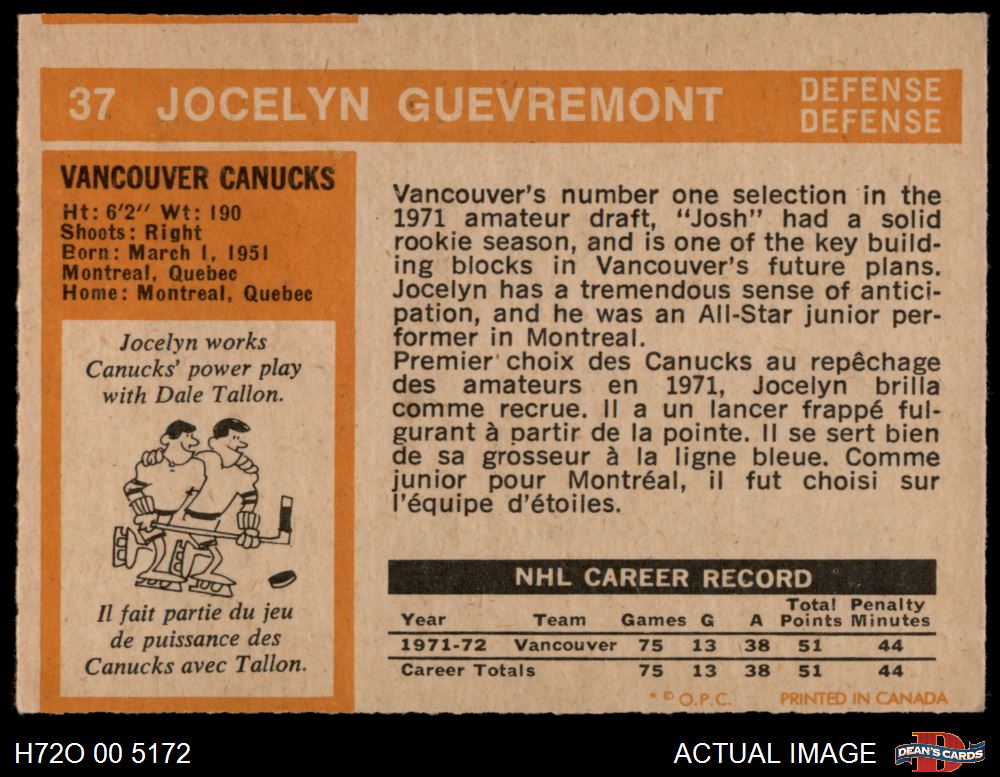 37 JOCELYN GUEVREMONT
DEFENSE
DEFENSE
VANCOUVER CANUCKS
Ht: 6'2" Wt: 190
Shoots: Right
Born: March 1, 1951
Montreal, Quebec
Home: Montreal, Quebec
Jocelyn works
Canucks' power play
with Dale Tallon.
Il fait partie du jeu
de puissance des
Canucks avec Tallon.
Vancouver's number one selection in the
1971 amateur draft, "Josh" had a solid
rookie season, and is one of the key build-
ing blocks in Vancouver's future plans.
Jocelyn has a tremendous sense of antici-
pation, and he was an All-Star junior per-
former in Montreal.
Premier choix des Canucks au repêchage
des amateurs en 1971, Jocelyn brilla
comme recrue. Il a un lancer frappé ful-
gurant à partir de la pointe. Il se sert bien
de sa grosseur à la ligne bleue. Comme
junior pour Montréal, il fut choisi sur
l'équipe d'étoiles.
NHL CAREER RECORD
Year Team Games G A Total Points Penalty Minutes
1971-72 Vancouver 75 13 38 51 44
Career Totals 75 13 38 51 44
* © O.P.C. PRINTED IN CANADA
H72O 00 5172
ACTUAL IMAGE
DEAN'S CARDS